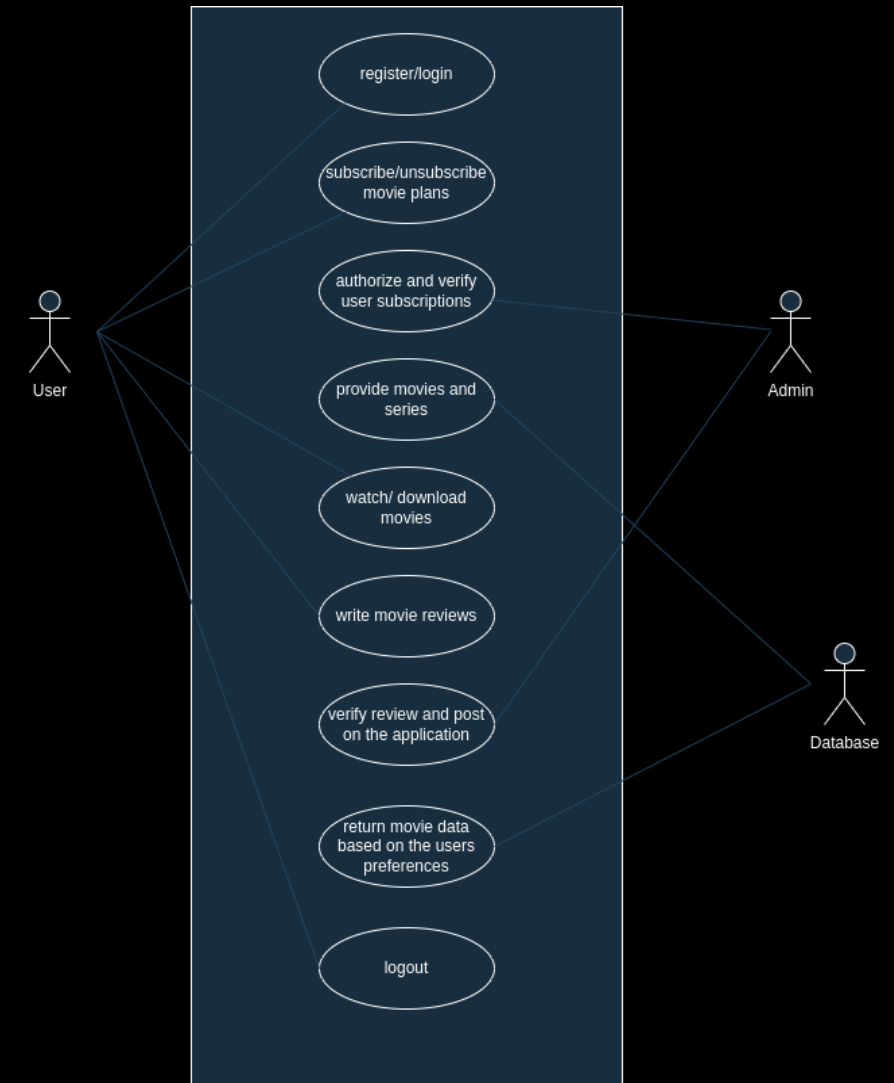 register/login
subscribe/unsubscribe
movie plans
authorize and verify
user subscriptions
User
Admin
provide movies and
series
watch/ download
movies
write movie reviews
verify review and post
on the application
Database
return movie data
based on the users
preferences
logout